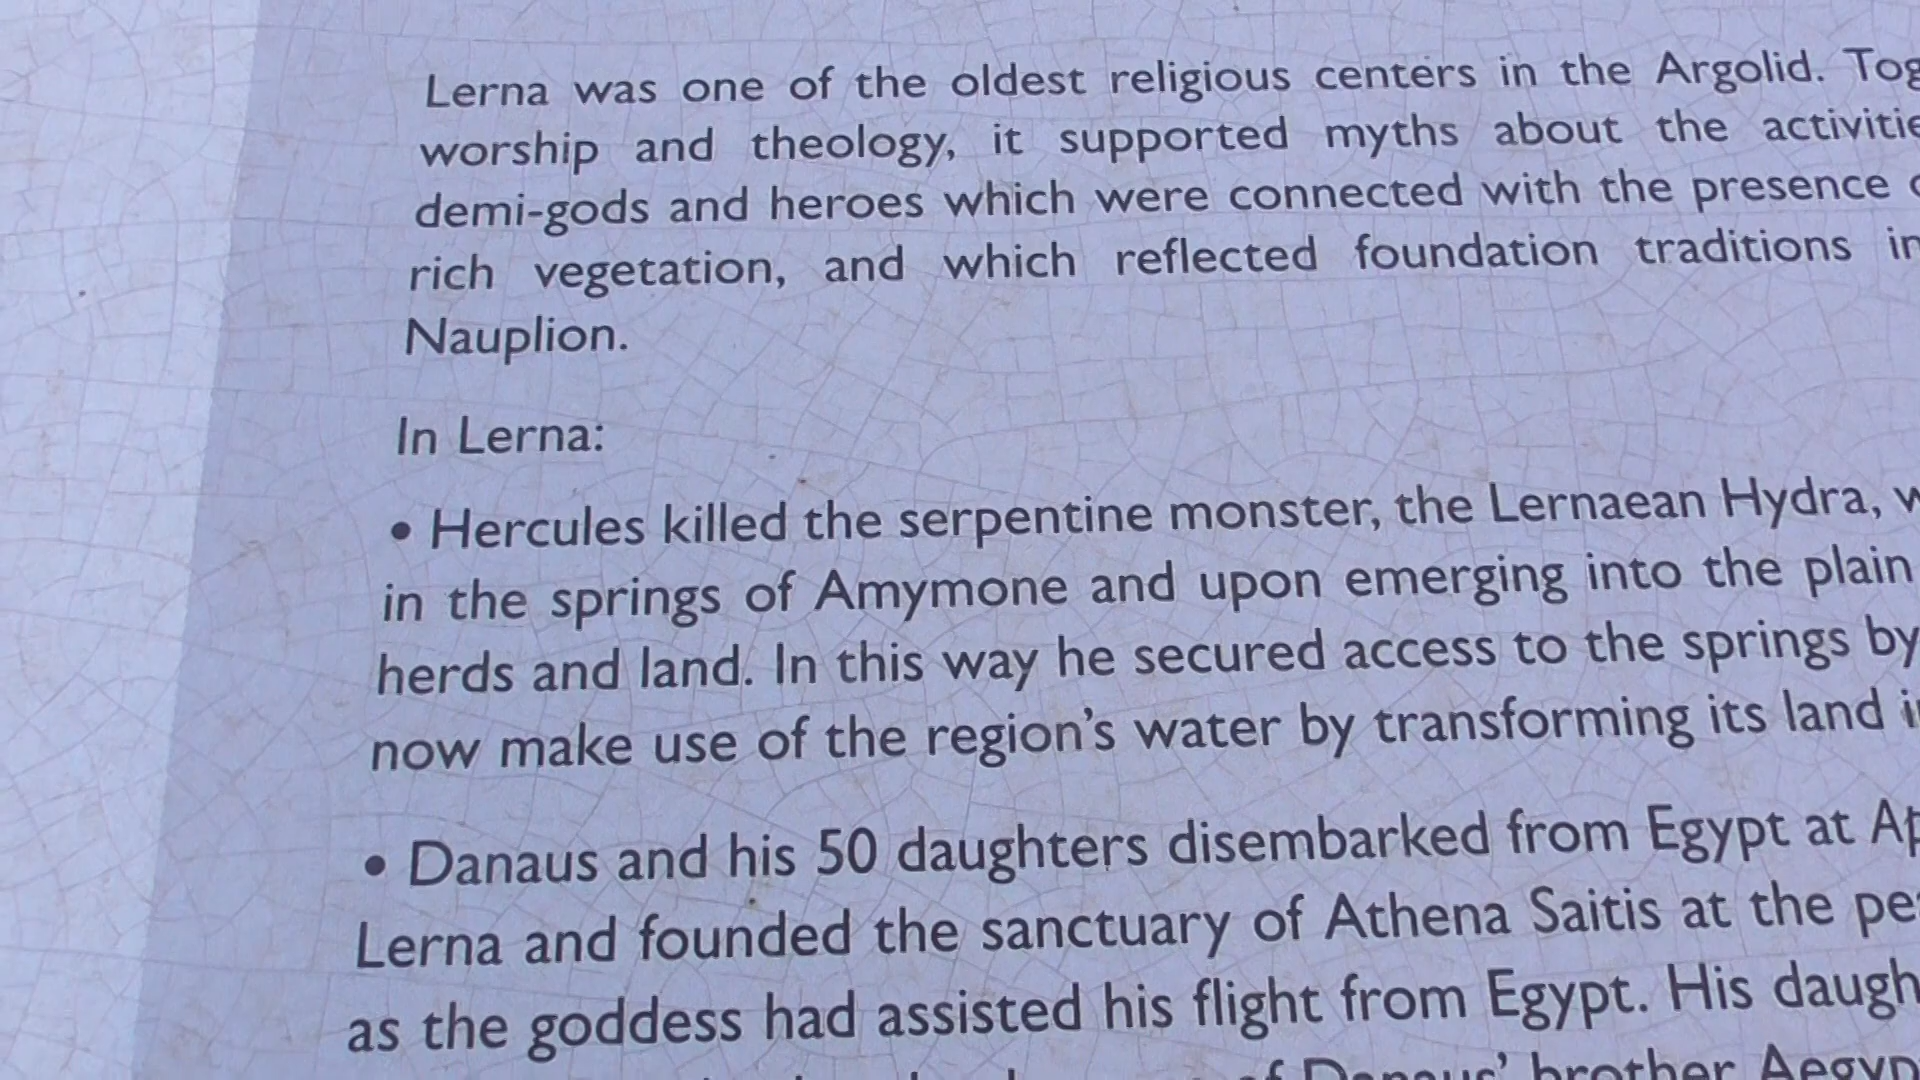 Lerna was one of the oldest religious centers in the Argolid.
worship and theology, it supported myths about the
demi-gods and heroes which were connected with the presence
rich vegetation, and which reflected foundation traditions
Nauplion.
In Lerna:
• Hercules killed the serpentine monster, the Lernaean Hydra,
in the springs of Amymone and upon emerging into the plain
herds and land. In this way he secured access to the springs by
now make use of the region's water by transforming its land
• Danaus and his 50 daughters disembarked from Egypt at
Lerna and founded the sanctuary of Athena Saitis at the
as the goddess had assisted his flight from Egypt. His
of Danaus' brother